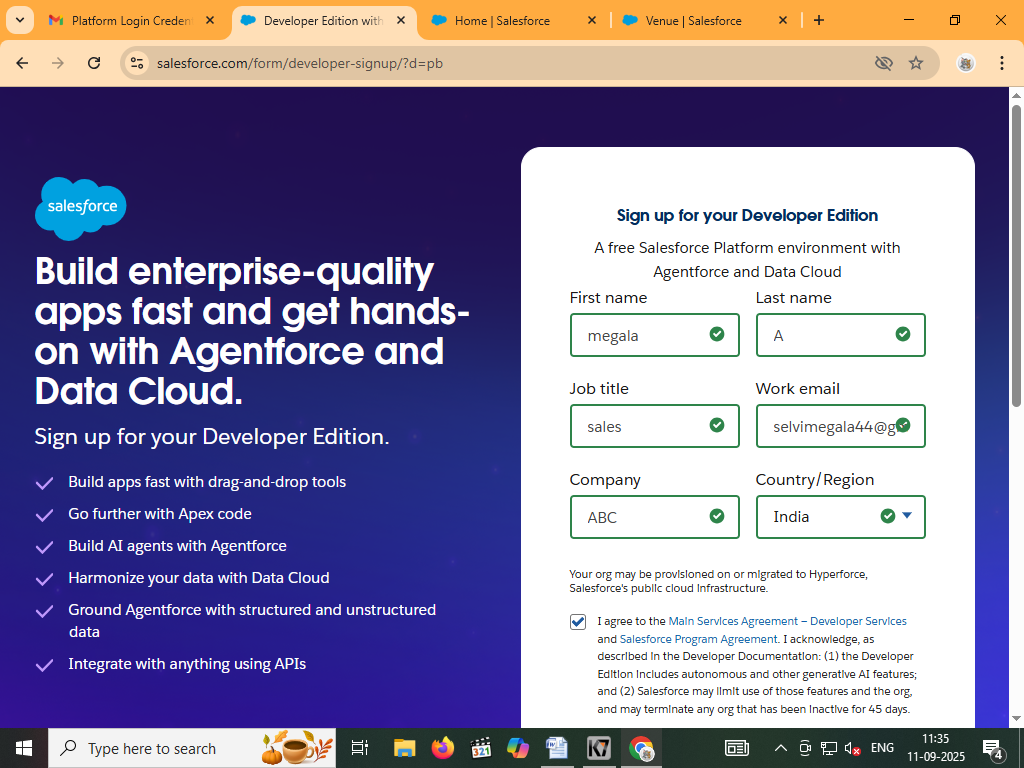 Platform Login Creden
Developer Edition with
Home | Salesforce
Venue | Salesforce
salesforce.com/form/developer-signup/?d=pb
salesforce
Build enterprise-quality
apps fast and get hands-
on with Agentforce and
Data Cloud.
Sign up for your Developer Edition.
Build apps fast with drag-and-drop tools
Go further with Apex code
Build AI agents with Agentforce
Harmonize your data with Data Cloud
Ground Agentforce with structured and unstructured
data
Integrate with anything using APIs
Sign up for your Developer Edition
A free Salesforce Platform environment with
Agentforce and Data Cloud
First name Last name
megala A
Job title Work email
sales selvimegala44@g
Company Country/Region
ABC India
Your org may be provisioned on or migrated to Hyperforce,
Salesforce's public cloud infrastructure.
I agree to the Main Services Agreement – Developer Services
and Salesforce Program Agreement. I acknowledge, as
described in the Developer Documentation: (1) the Developer
Edition includes autonomous and other generative AI features;
and (2) Salesforce may limit use of those features and the org,
and may terminate any org that has been inactive for 45 days.
Type here to search
321
K7
ENG
11:35
11-09-2025
4